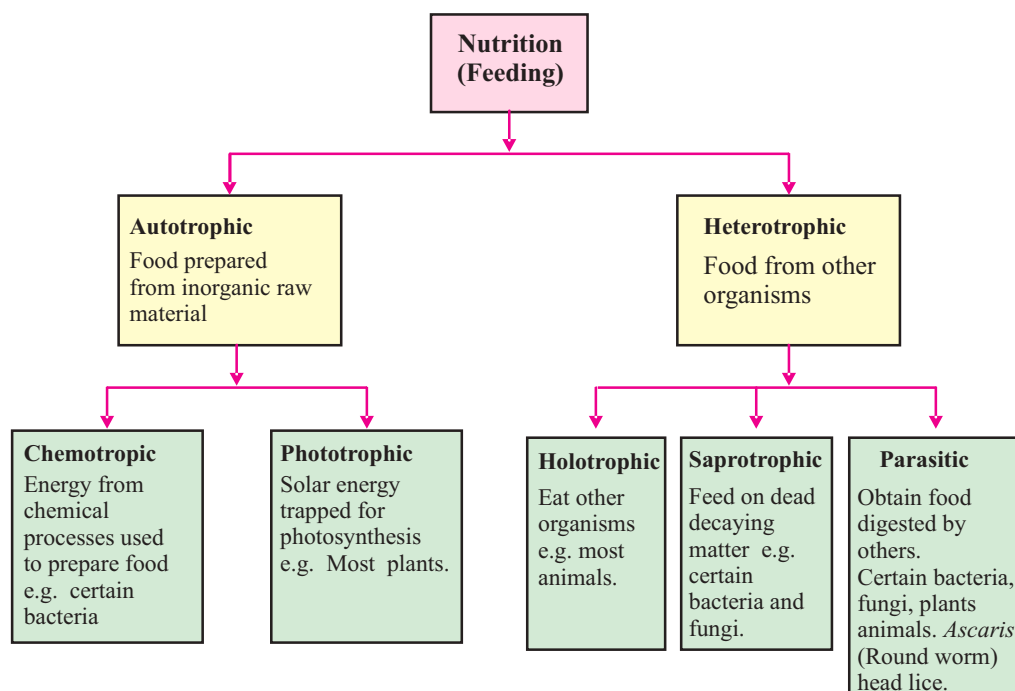 Nutrition
(Feeding)
Autotrophic
Food prepared
from inorganic raw
material
Heterotrophic
Food from other
organisms
Chemotropic
Energy from
chemical
processes used
to prepare food
e.g. certain
bacteria
Phototrophic
Solar energy
trapped for
photosynthesis
e.g. Most plants.
Holotrophic
Eat other
organisms
e.g. most
animals.
Saprotrophic
Feed on dead
decaying
matter e.g.
certain
bacteria and
fungi.
Parasitic
Obtain food
digested by
others.
Certain bacteria,
fungi, plants
animals. Ascaris
(Round worm)
head lice.